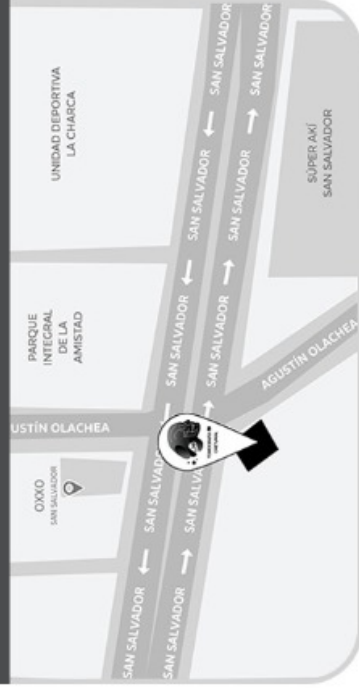 UNIDAD DEPORTIVA
LA CHARCA
PARQUE
INTEGRAL
DE LA
AMISTAD
USTÍN OLACHEA
OXXO
SAN SALVADOR
SAN SALVADOR
SAN SALVADOR
SAN SALVADOR
SAN SALVADOR
SAN SALVADOR
SAN SALVADOR
SAN SALVADOR
SAN SALVADOR
SAN SALVA
SAN SALVADOR
SAN SALVADOR
AGUSTÍN OLACHEA
SÚPER AKÍ
SAN SALVADOR